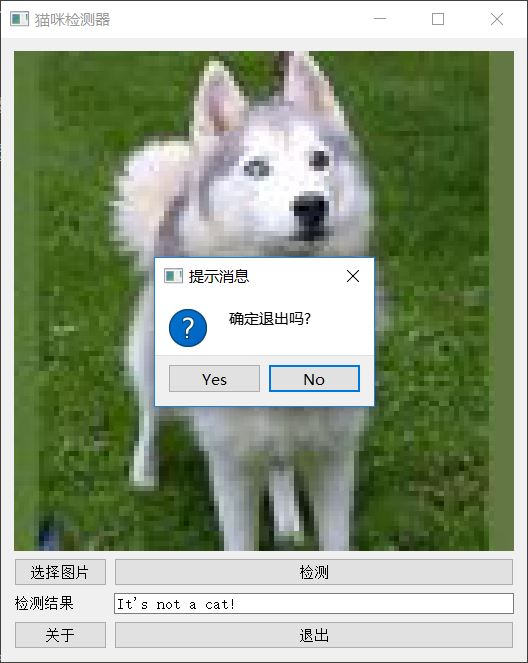 猫咪检测器
提示消息
确定退出吗?
Yes No
选择图片 检测
检测结果 It's not a cat!
关于 退出